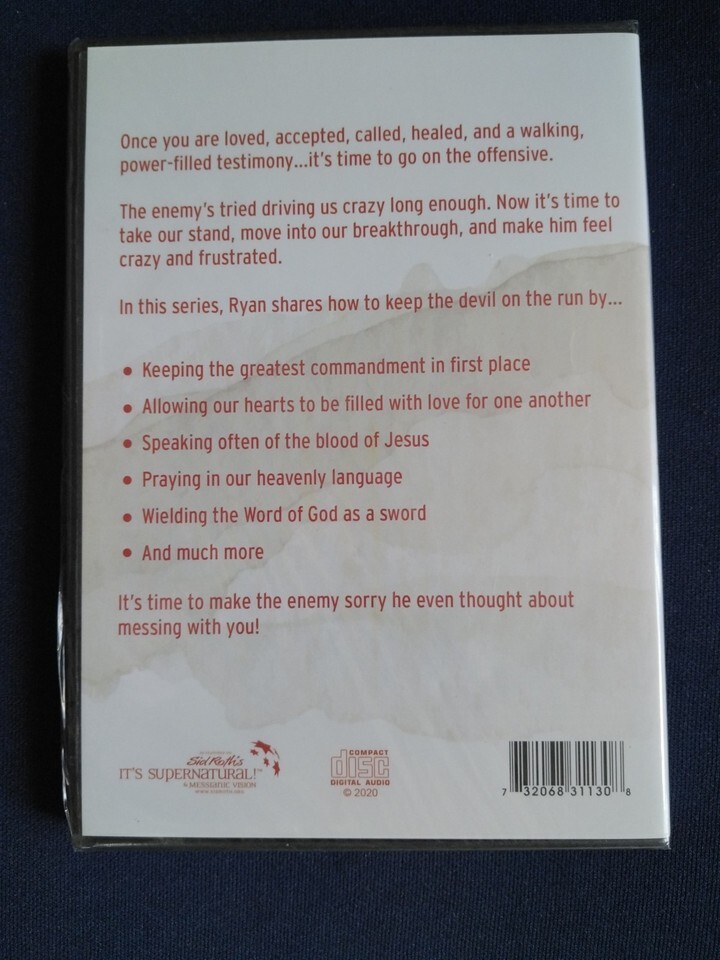 Once you are loved, accepted, called, healed, and a walking,
power-filled testimony...it's time to go on the offensive.
The enemy's tried driving us crazy long enough. Now it's time to
take our stand, move into our breakthrough, and make him feel
crazy and frustrated.
In this series, Ryan shares how to keep the devil on the run by...
• Keeping the greatest commandment in first place
• Allowing our hearts to be filled with love for one another
• Speaking often of the blood of Jesus
• Praying in our heavenly language
• Wielding the Word of God as a sword
• And much more
It's time to make the enemy sorry he even thought about
messing with you!
Sid Roth's
IT'S SUPERNATURAL!™
& MESSIANIC VISION
COMPACT
disc
DIGITAL AUDIO
© 2020
7 32068 31130 8